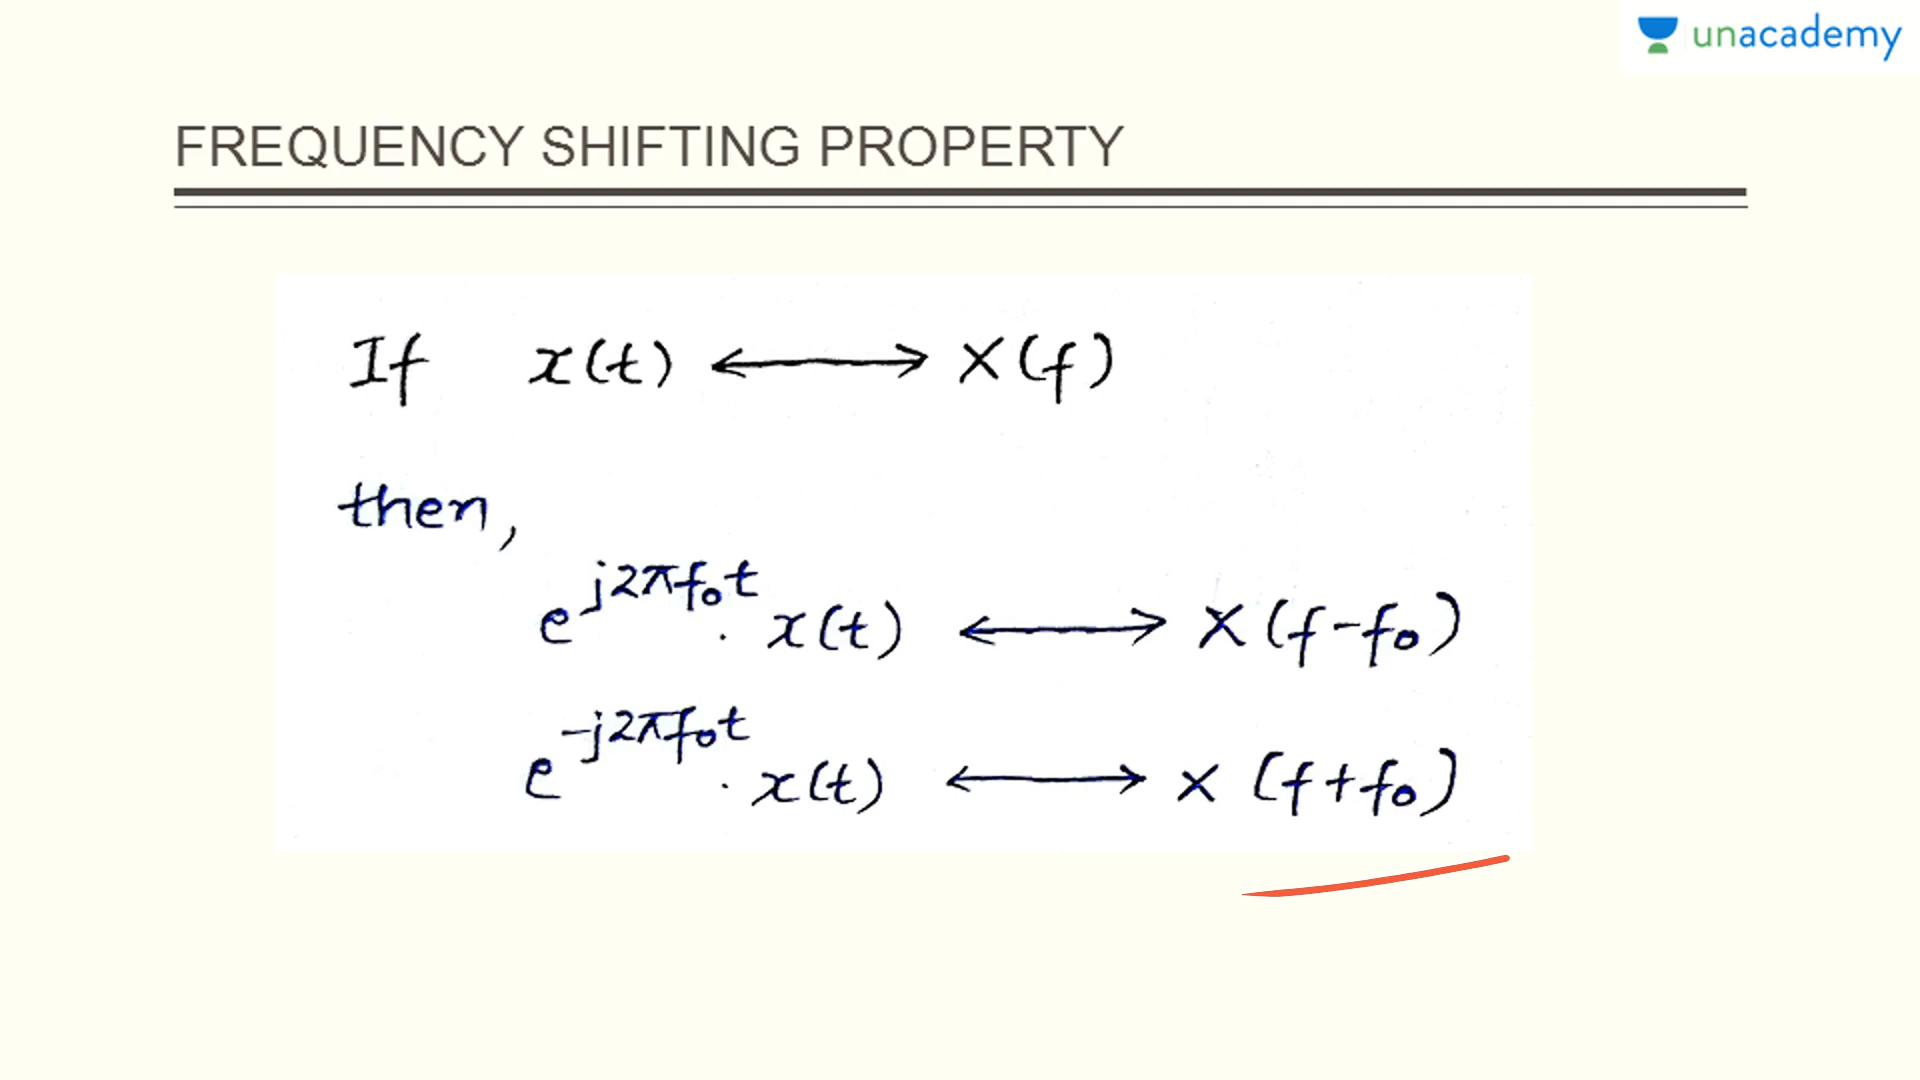 unacademy
FREQUENCY SHIFTING PROPERTY
If x(t) ⟷ X(f)
then,
e^{j2πf₀t} . x(t) ⟷ X(f-f₀)
e^{-j2πf₀t} . x(t) ⟷ X(f+f₀)